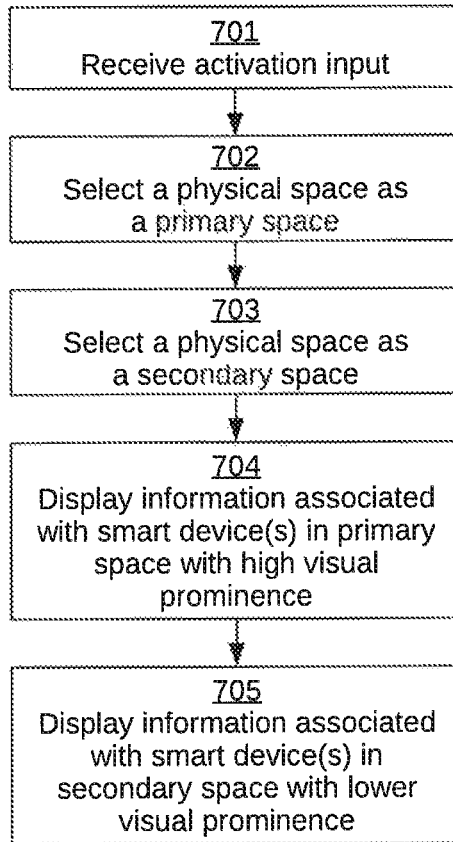 701
Receive activation input
702
Select a physical space as
a primary space
703
Select a physical space as
a secondary space
704
Display information associated
with smart device(s) in primary
space with high visual
prominence
705
Display information associated
with smart device(s) in
secondary space with lower
visual prominence